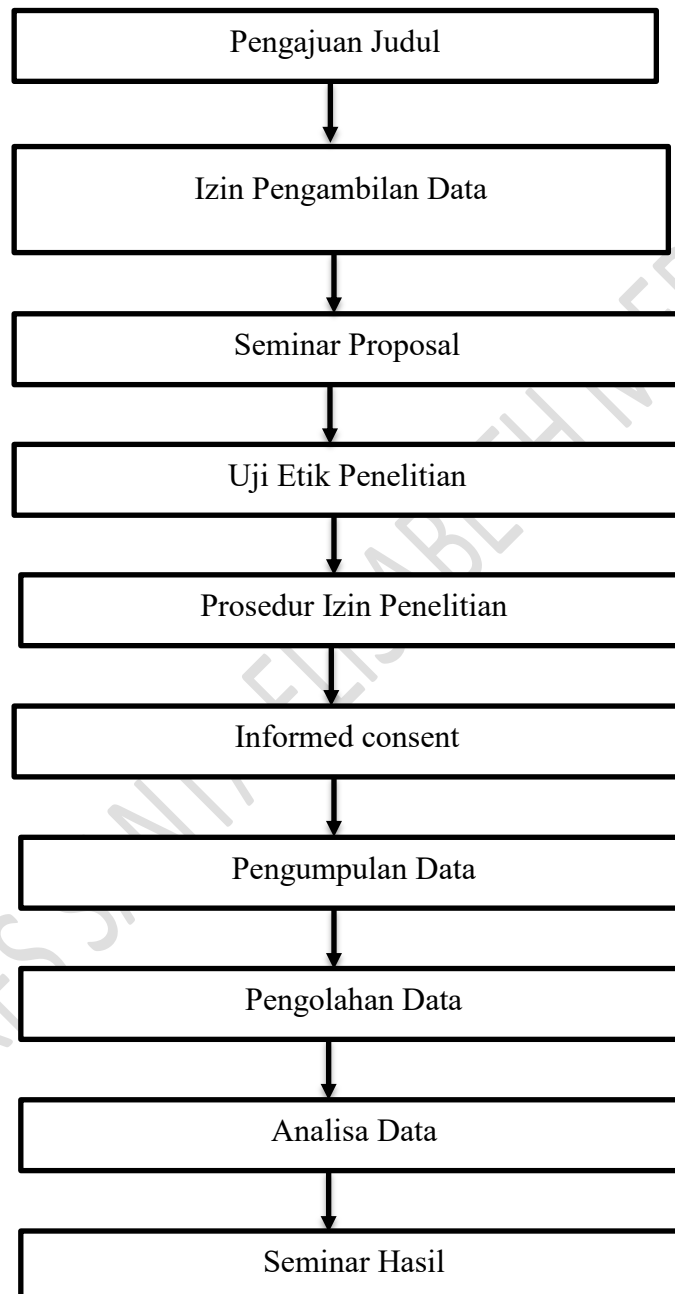 Pengajuan Judul
Izin Pengambilan Data
Seminar Proposal
Uji Etik Penelitian
Prosedur Izin Penelitian
Informed consent
Pengumpulan Data
Pengolahan Data
Analisa Data
Seminar Hasil